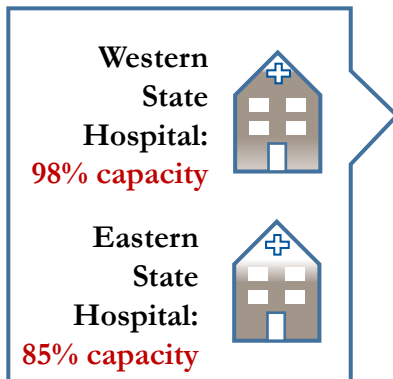 Western
State
Hospital:
98% capacity
Eastern
State
Hospital:
85% capacity